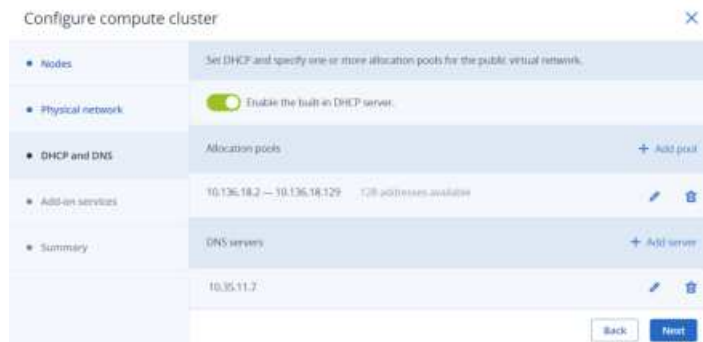 Configure compute cluster
Nodes
Set DHCP and specify one or more allocation pools for the public virtual network.
Physical network
Enable the built-in DHCP server.
DHCP and DNS
Allocation pools
+ Add pool
10.136.18.2 — 10.136.18.129 128 addresses available
Add-on services
Summary
DNS servers
+ Add server
10.35.11.7
Back
Next